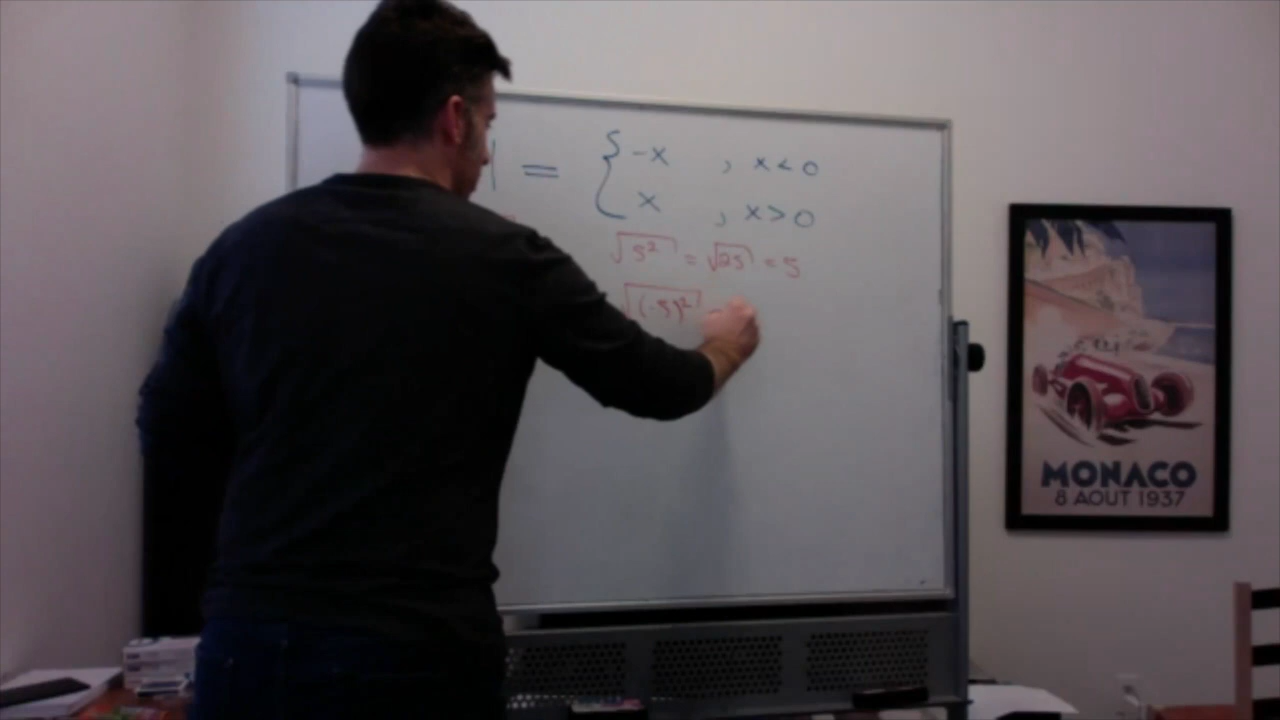 | = { -x , x < 0
x , x > 0
√5² = √25 = 5
√(-5)² =
MONACO
8 AOUT 1937